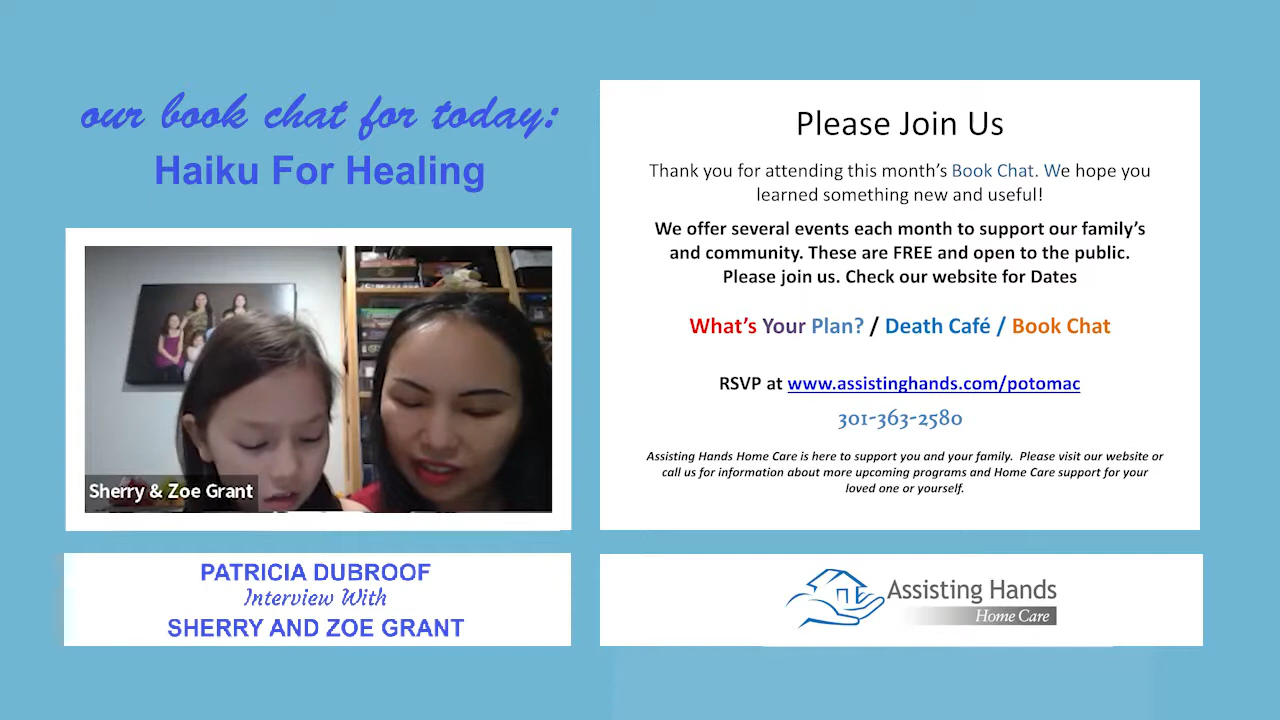 our book chat for today:
Haiku For Healing
Sherry & Zoe Grant
PATRICIA DUBROOF
Interview With
SHERRY AND ZOE GRANT
Please Join Us
Thank you for attending this month's Book Chat. We hope you
learned something new and useful!
We offer several events each month to support our family's
and community. These are FREE and open to the public.
Please join us. Check our website for Dates
What's Your Plan? / Death Café / Book Chat
RSVP at www.assistinghands.com/potomac
301-363-2580
Assisting Hands Home Care is here to support you and your family. Please visit our website or
call us for information about more upcoming programs and Home Care support for your
loved one or yourself.
Assisting Hands
Home Care